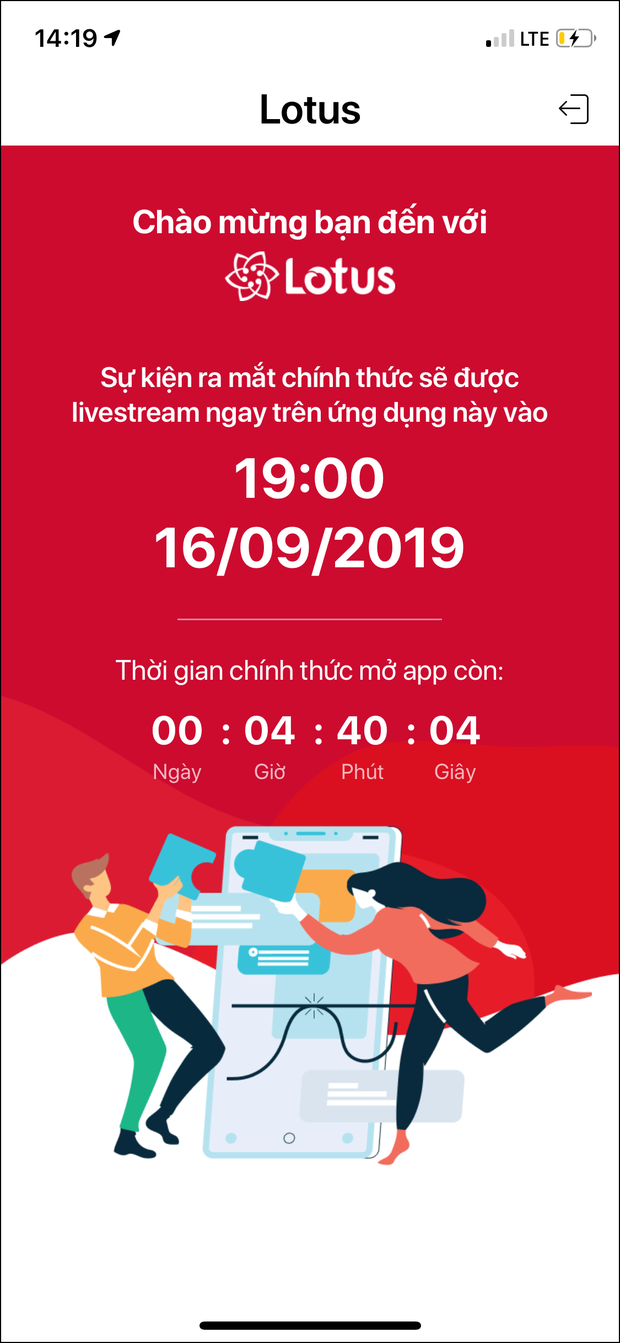 14:19
LTE
Lotus
Chào mừng bạn đến với
Lotus
Sự kiện ra mắt chính thức sẽ được
livestream ngay trên ứng dụng này vào
19:00
16/09/2019
Thời gian chính thức mở app còn:
00 : 04 : 40 : 04
Ngày Giờ Phút Giây